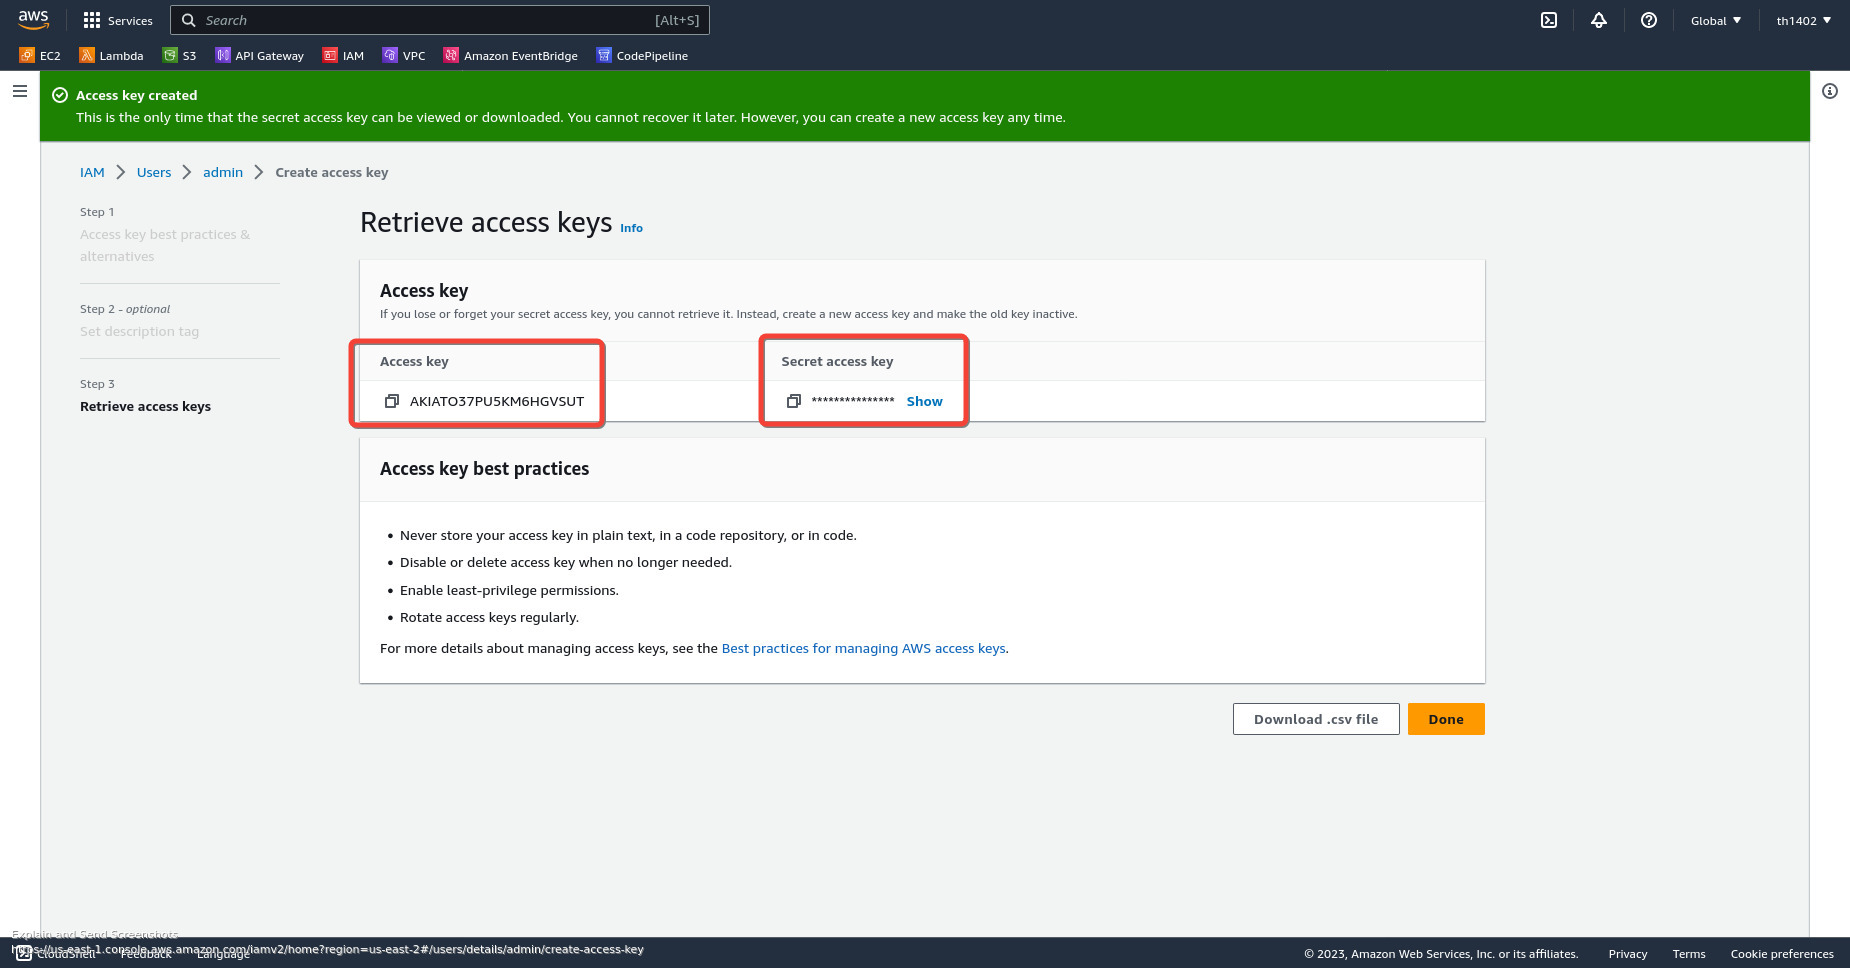 aws
Services
Search
[Alt+S]
Global
th1402
EC2
Lambda
S3
API Gateway
IAM
VPC
Amazon EventBridge
CodePipeline
Access key created
This is the only time that the secret access key can be viewed or downloaded. You cannot recover it later. However, you can create a new access key any time.
IAM
Users
admin
Create access key
Step 1
Access key best practices &
alternatives
Step 2 - optional
Set description tag
Step 3
Retrieve access keys
Retrieve access keys Info
Access key
If you lose or forget your secret access key, you cannot retrieve it. Instead, create a new access key and make the old key inactive.
Access key
Secret access key
AKIATO37PU5KM6HGVSUT
*************** Show
Access key best practices
• Never store your access key in plain text, in a code repository, or in code.
• Disable or delete access key when no longer needed.
• Enable least-privilege permissions.
• Rotate access keys regularly.
For more details about managing access keys, see the Best practices for managing AWS access keys.
Download .csv file
Done
Explain and Send Screenshots
https://us-east-1.console.aws.amazon.com/iamv2/home?region=us-east-2#/users/details/admin/create-access-key
CloudShell
Feedback
Language
© 2023, Amazon Web Services, Inc. or its affiliates.
Privacy
Terms
Cookie preferences